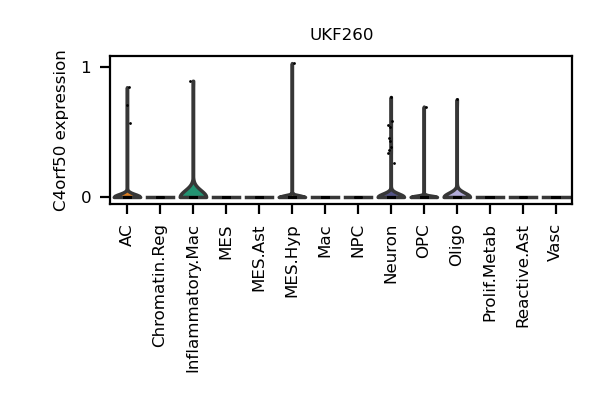 UKF260
C4orf50 expression
1
0
AC
Chromatin.Reg
Inflammatory.Mac
MES
MES.Ast
MES.Hyp
Mac
NPC
Neuron
OPC
Oligo
Prolif.Metab
Reactive.Ast
Vasc